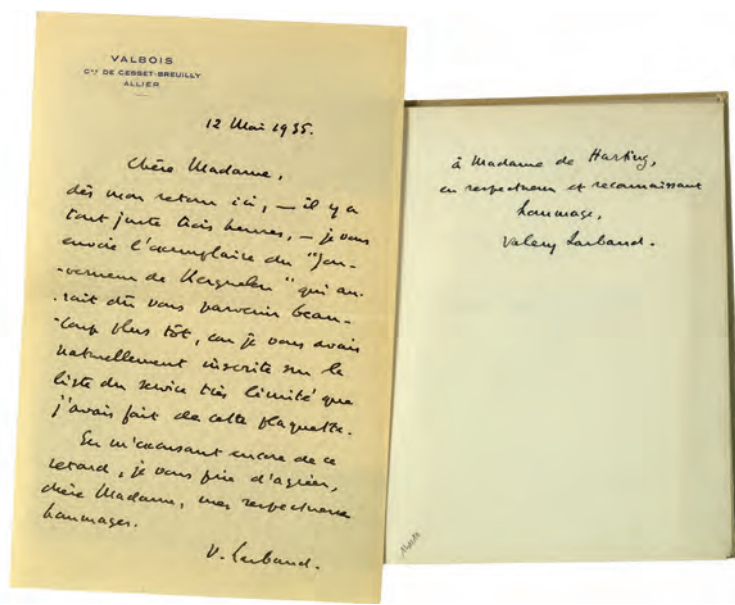 VALBOIS
Cne DE CESSET-BREUILLY
ALLIER
12 Mai 1935.
Chère Madame,
dès mon retour ici, — il y a
tout juste trois heures, — je vous
envoie l'exemplaire du "Gou-
-verneur de Kerguelen" qui au-
-rait dû vous parvenir beau-
-coup plus tôt, car je vous avais
naturellement inscrite sur la
liste du service très limité que
j'avais fait de cette plaquette.
En m'excusant encore de ce
retard, je vous prie d'agréer,
chère Madame, mes respectueux
hommages.
V. Larbaud.
à Madame de Harting,
en respectueux et reconnaissant
hommage,
Valery Larbaud.